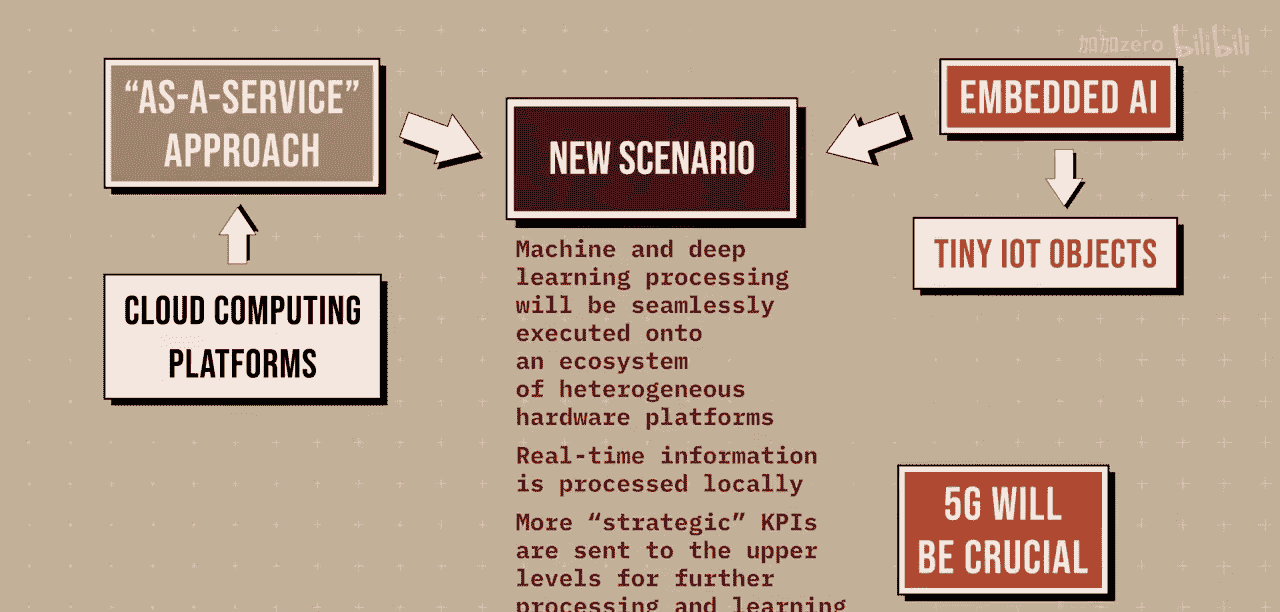 加加zero bilibili
“AS-A-SERVICE”
APPROACH
CLOUD COMPUTING
PLATFORMS
NEW SCENARIO
Machine and deep
learning processing
will be seamlessly
executed onto
an ecosystem
of heterogeneous
hardware platforms
Real-time information
is processed locally
More “strategic” KPIs
are sent to the upper
levels for further
processing and learning
EMBEDDED AI
TINY IOT OBJECTS
5G WILL
BE CRUCIAL